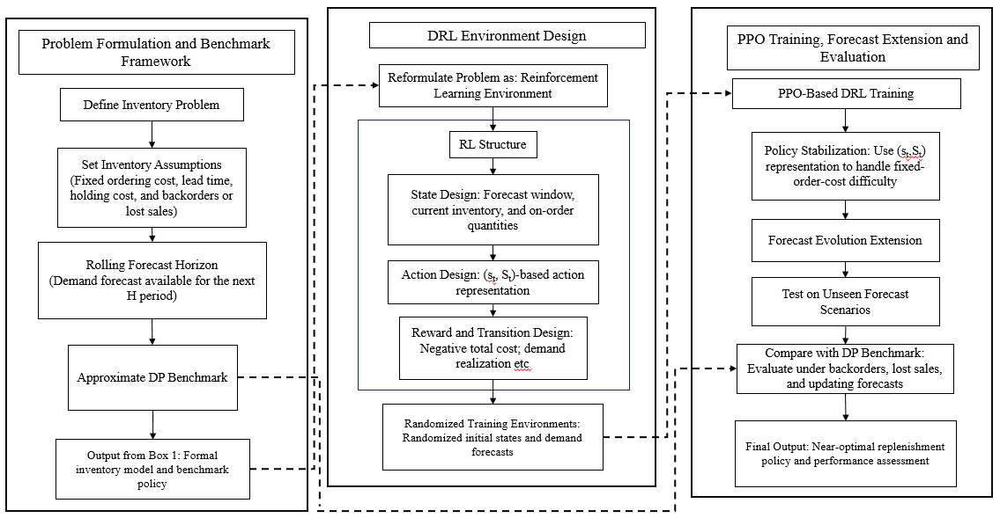 Problem Formulation and Benchmark
Framework
Define Inventory Problem
Set Inventory Assumptions
(Fixed ordering cost, lead time,
holding cost, and backorders or
lost sales)
Rolling Forecast Horizon
(Demand forecast available for the next
H period)
Approximate DP Benchmark
Output from Box 1: Formal
inventory model and benchmark
policy
DRL Environment Design
Reformulate Problem as: Reinforcement
Learning Environment
RL Structure
State Design: Forecast window,
current inventory, and on-order
quantities
Action Design: (sₜ, Sₜ)-based action
representation
Reward and Transition Design:
Negative total cost; demand
realization etc
Randomized Training Environments:
Randomized initial states and demand
forecasts
PPO Training, Forecast Extension and
Evaluation
PPO-Based DRL Training
Policy Stabilization: Use (sₜ,Sₜ)
representation to handle fixed-
order-cost difficulty
Forecast Evolution Extension
Test on Unseen Forecast
Scenarios
Compare with DP Benchmark:
Evaluate under backorders, lost sales,
and updating forecasts
Final Output: Near-optimal replenishment
policy and performance assessment